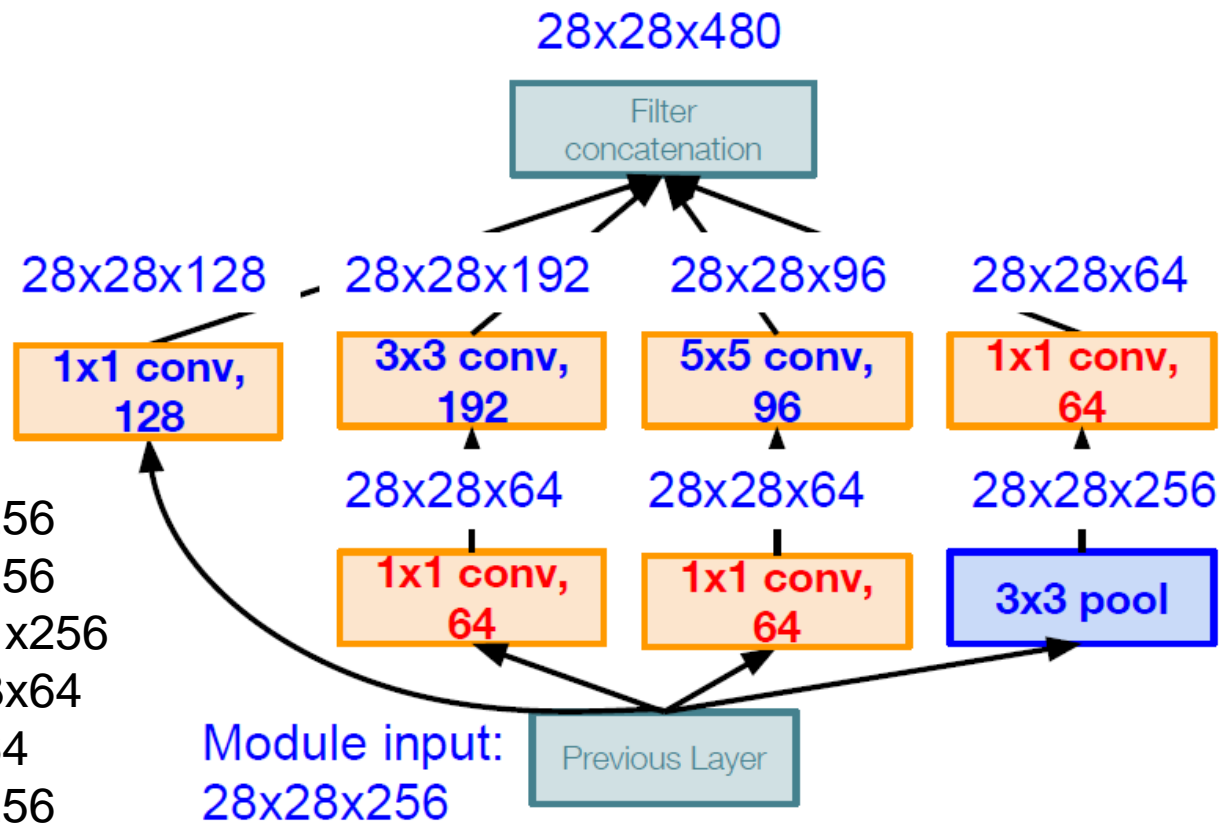 28x28x480
Filter
concatenation
28x28x128
28x28x192
28x28x96
28x28x64
1x1 conv,
128
3x3 conv,
192
5x5 conv,
96
1x1 conv,
64
28x28x64
28x28x64
28x28x256
1x1 conv,
64
1x1 conv,
64
3x3 pool
56
56
x256
x64
4
56
Module input:
28x28x256
Previous Layer